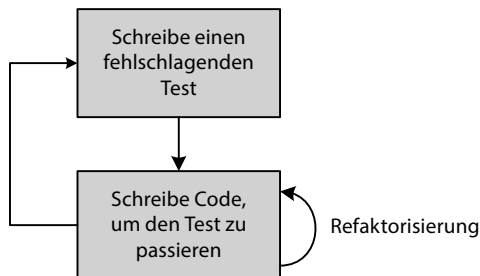 Schreibe einen
fehlschlagenden
Test
Schreibe Code,
um den Test zu
passieren
Refaktorisierung